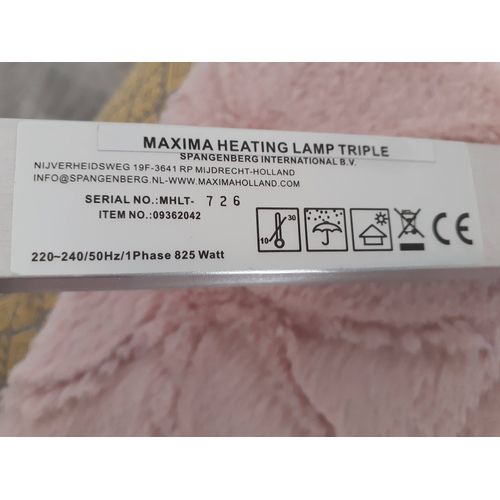 MAXIMA HEATING LAMP TRIPLE
SPANGENBERG INTERNATIONAL B.V.
NIJVERHEIDSWEG 19F-3641 RP MIJDRECHT-HOLLAND
INFO@SPANGENBERG.NL-WWW.MAXIMAHOLLAND.COM
SERIAL NO.:MHLT- 726
ITEM NO.:09362042
10 30
CE
220~240/50Hz/1Phase 825 Watt